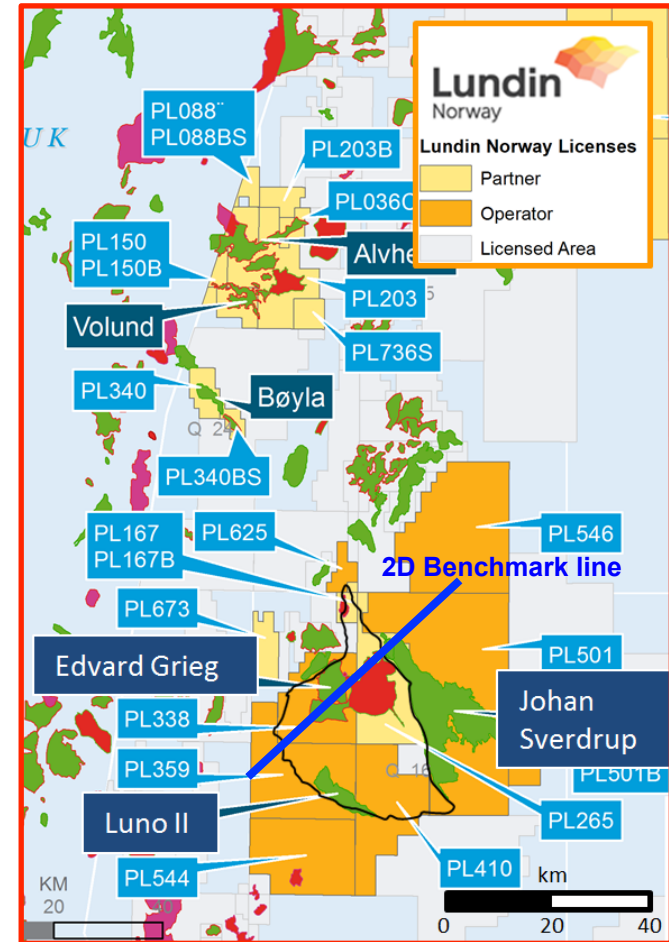 UK
PL088¨
PL088BS
PL203B
PL036C
Lundin
Norway
Lundin Norway Licenses
Partner
Operator
Licensed Area
PL150
PL150B
Alvhe
PL203
Volund
PL736S
PL340
Bøyla
Q 24
PL340BS
PL167
PL167B
PL625
PL546
2D Benchmark line
PL673
Edvard Grieg
PL501
Johan
Sverdrup
PL338
PL359
Q 16
PL501B
Luno II
PL265
PL544
PL410
KM
20
km
0
20
40